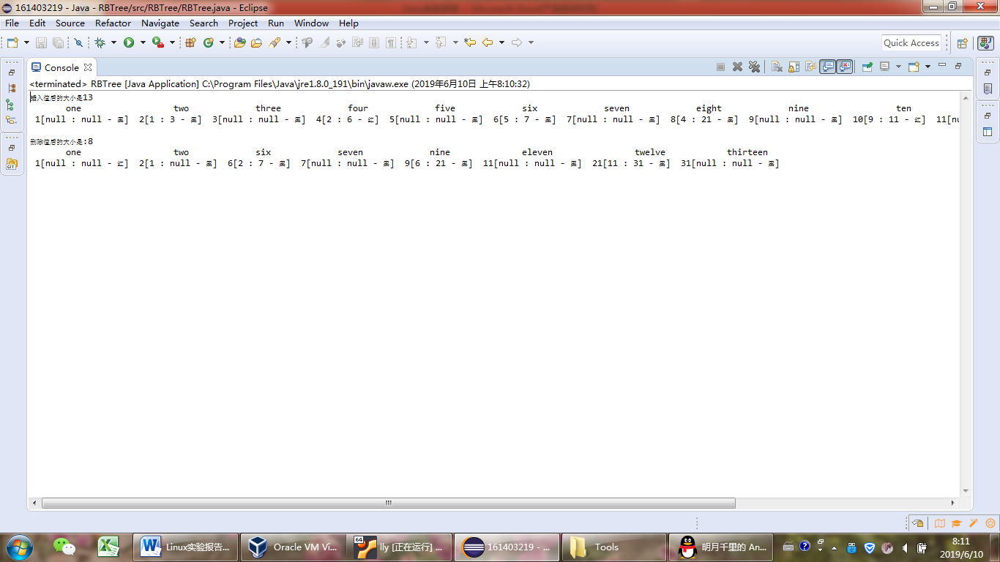 161403219 - Java - RBTree/src/RBTree/RBTree.java - Eclipse
File Edit Source Refactor Navigate Search Project Run Window Help
Quick Access
Console
<terminated> RBTree [Java Application] C:\Program Files\Java\jre1.8.0_191\bin\javaw.exe (2019年6月10日 上午8:10:32)
插入值后的大小是13
one two three four five six seven eight nine ten
1[null : null - 黑] 2[1 : 3 - 黑] 3[null : null - 黑] 4[2 : 6 - 红] 5[null : null - 黑] 6[5 : 7 - 黑] 7[null : null - 黑] 8[4 : 21 - 黑] 9[null : null - 黑] 10[9 : 11 - 红] 11[nu
删除值后的大小是:8
one two six seven nine eleven twelve thirteen
1[null : null - 红] 2[1 : null - 黑] 6[2 : 7 - 黑] 7[null : null - 黑] 9[6 : 21 - 黑] 11[null : null - 黑] 21[11 : 31 - 黑] 31[null : null - 黑]
GIT
Linux实验报告... Oracle VM Vi... 64 lly [正在运行] ... 161403219 - ... Tools 明月千里的 An...
8:11
2019/6/10